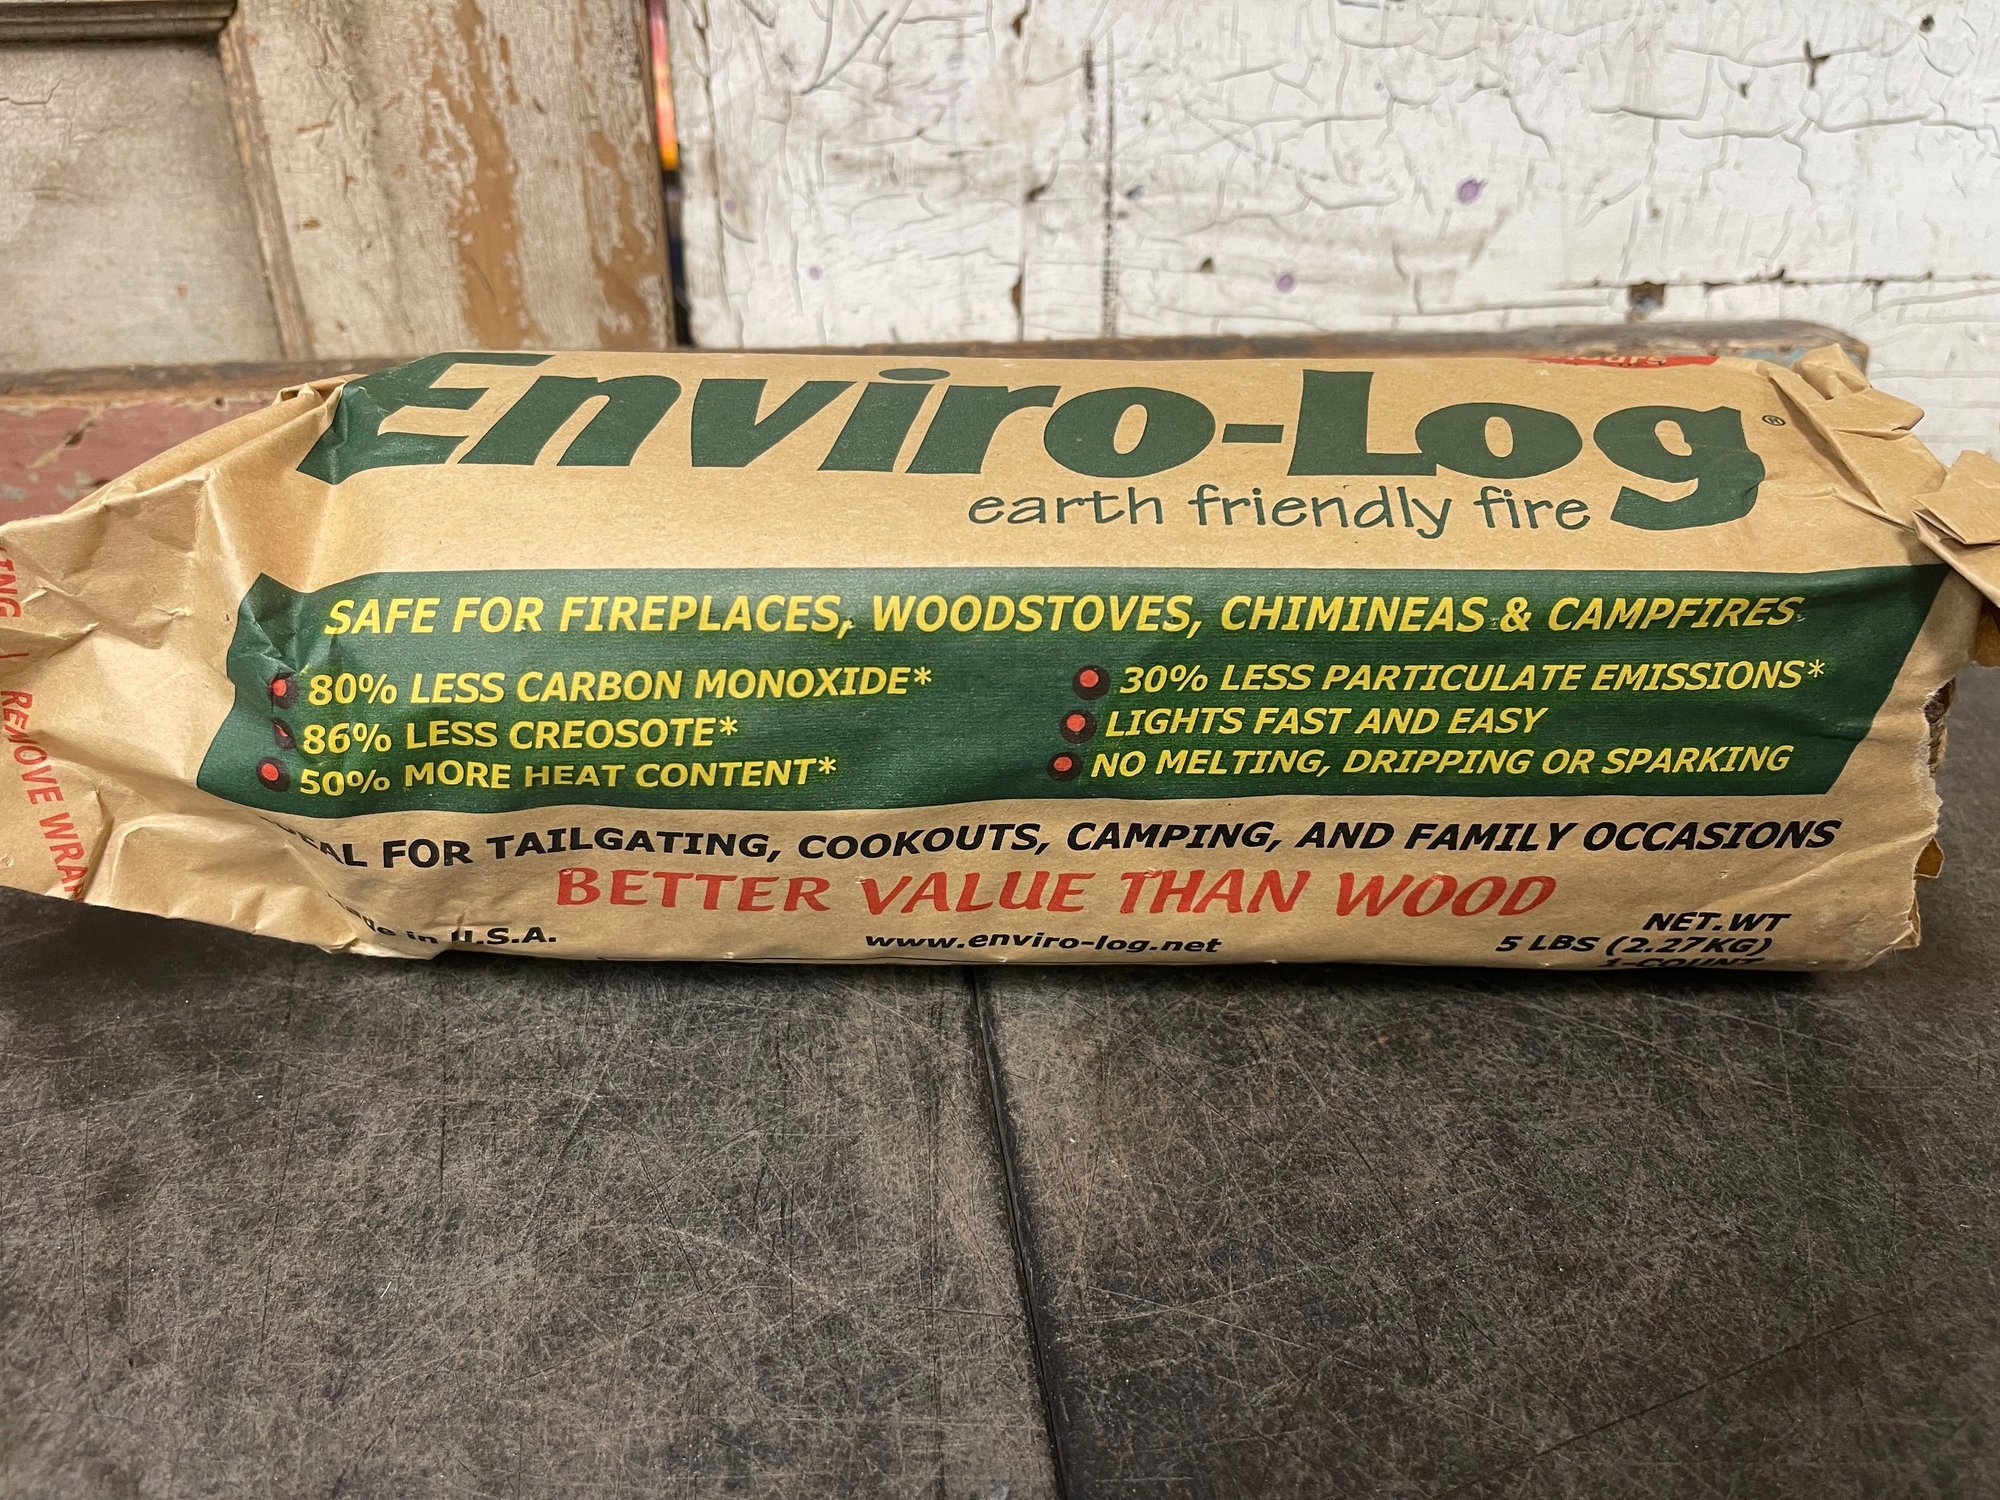 Enviro-Log®
earth friendly fire
SAFE FOR FIREPLACES, WOODSTOVES, CHIMINEAS & CAMPFIRES
80% LESS CARBON MONOXIDE*
86% LESS CREOSOTE*
50% MORE HEAT CONTENT*
30% LESS PARTICULATE EMISSIONS*
LIGHTS FAST AND EASY
NO MELTING, DRIPPING OR SPARKING
FOR TAILGATING, COOKOUTS, CAMPING, AND FAMILY OCCASIONS
BETTER VALUE THAN WOOD
in U.S.A.
www.enviro-log.net
NET.WT
5 LBS (2.27KG)
1-COUNT
REMOVE